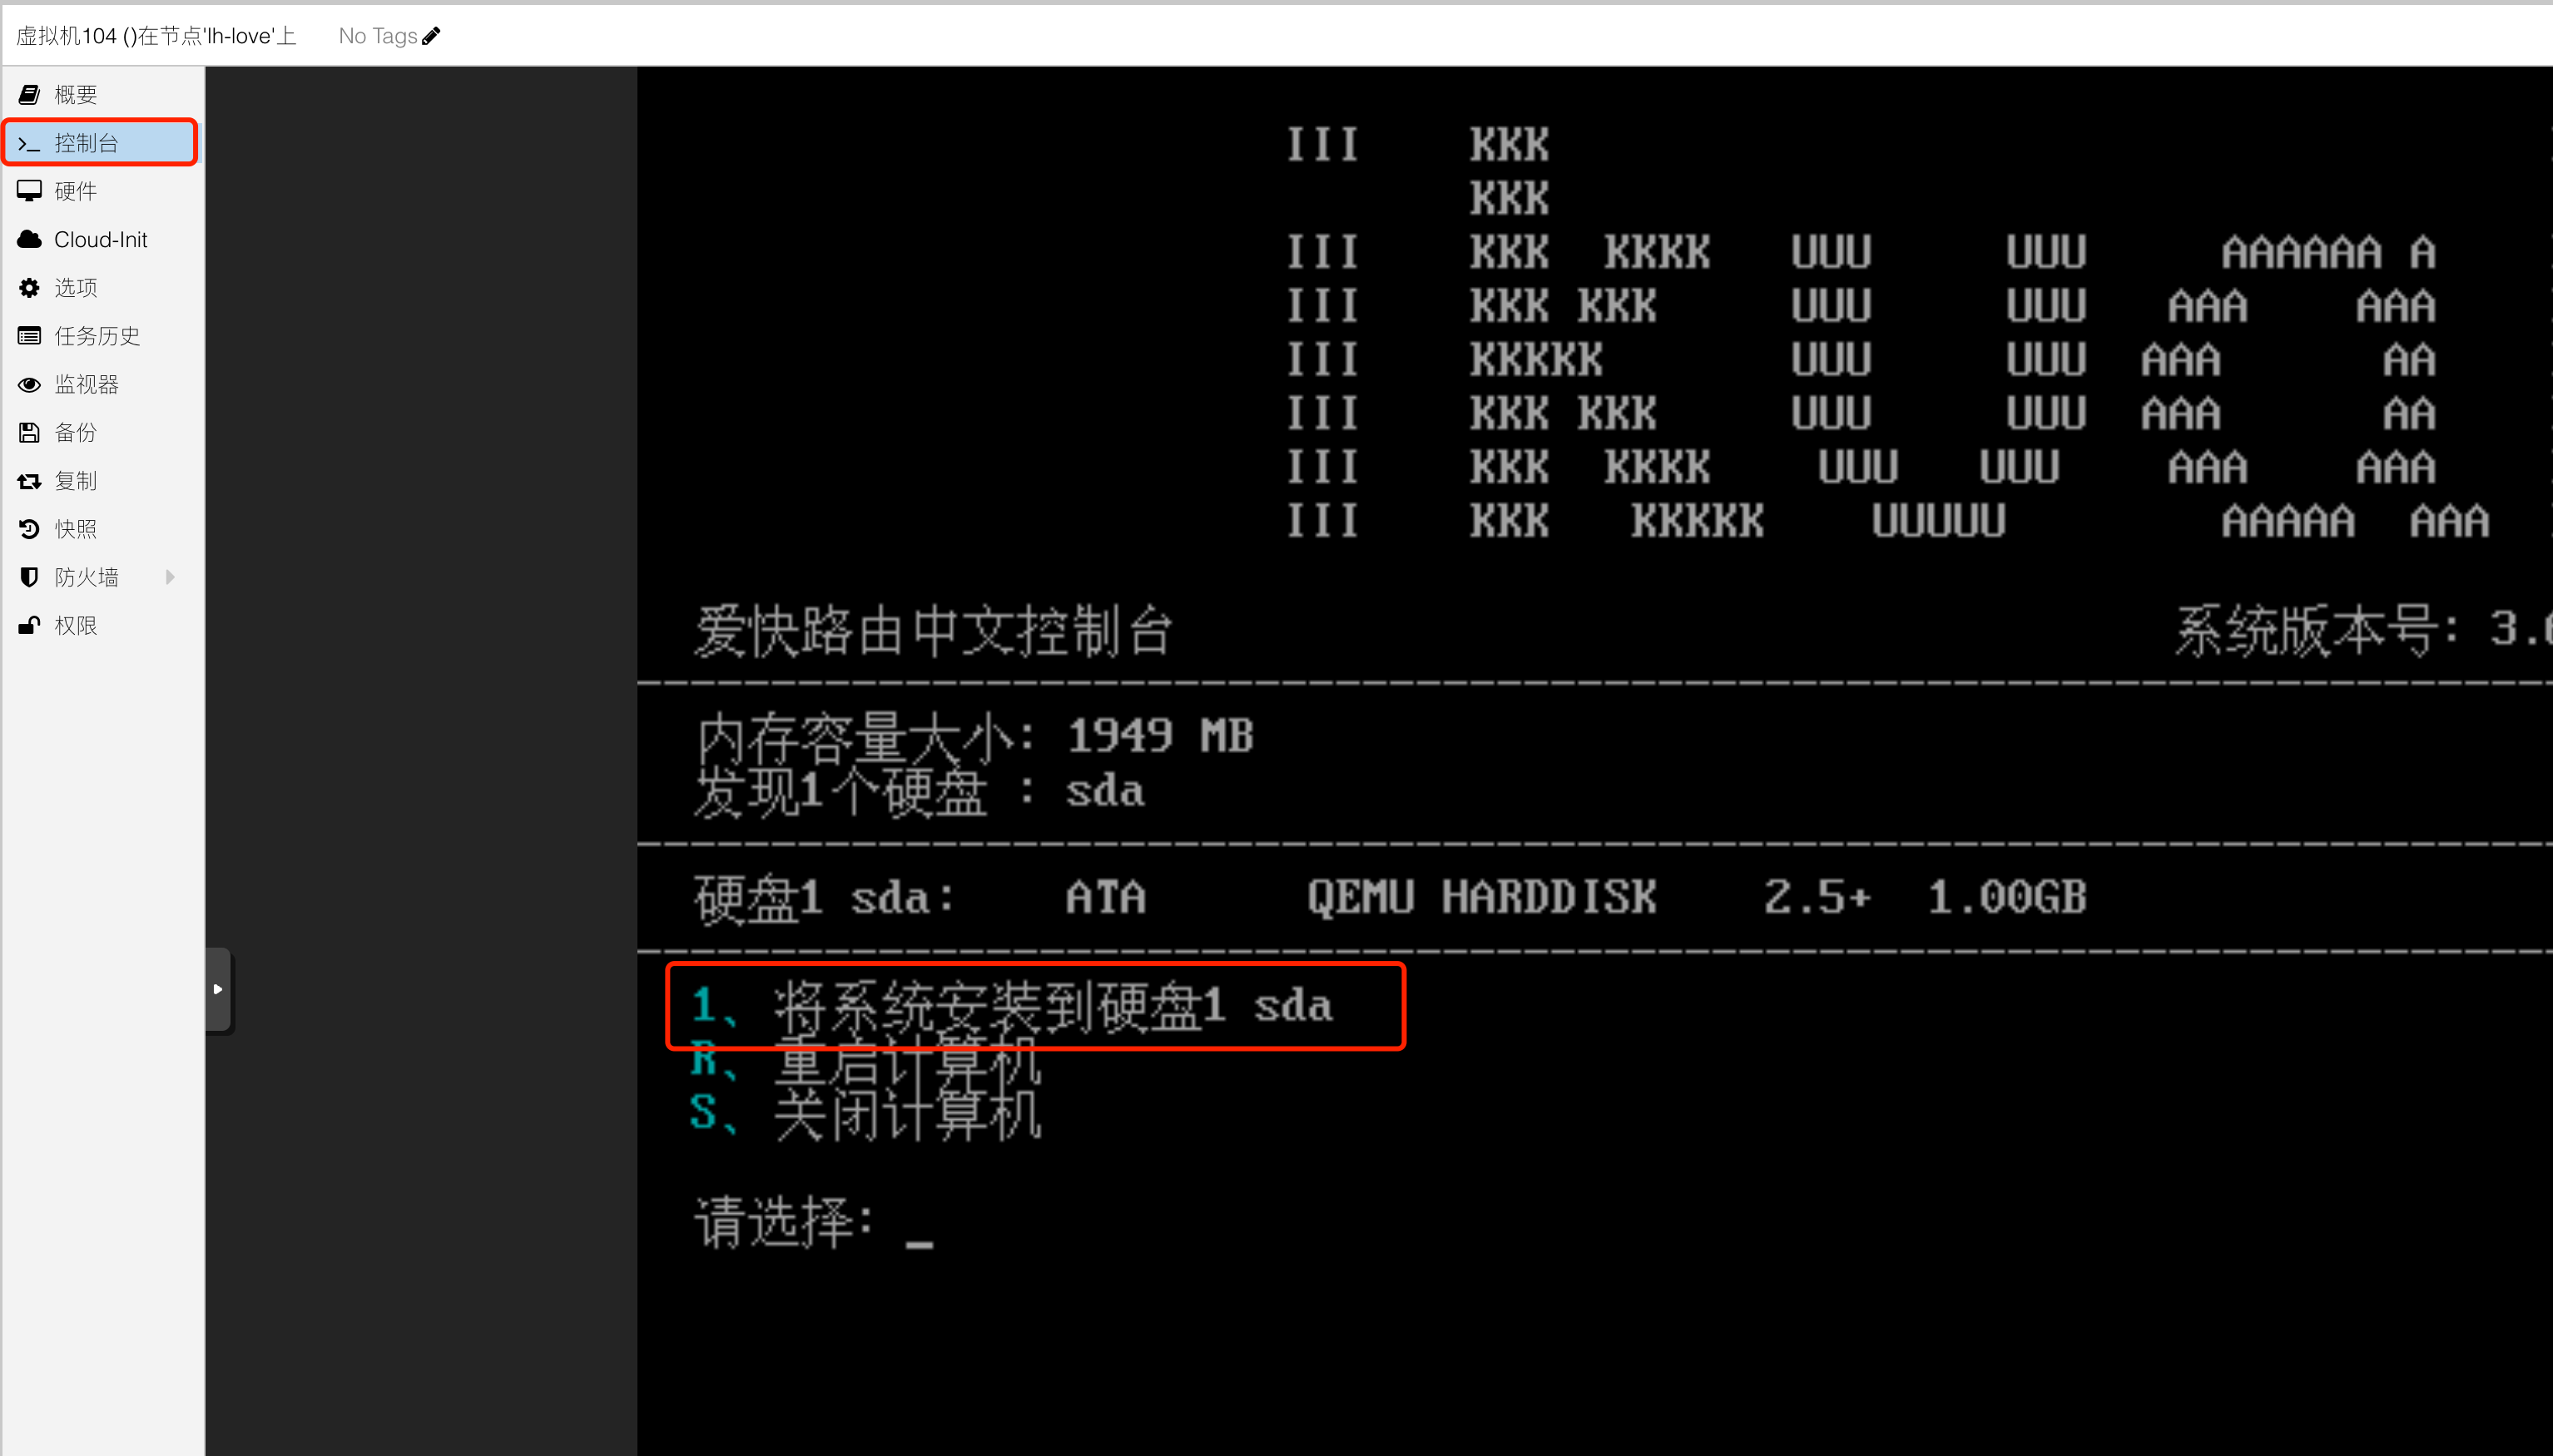 虚拟机104 ()在节点'lh-love'上 No Tags
概要
控制台
硬件
Cloud-Init
选项
任务历史
监视器
备份
复制
快照
防火墙
权限
III KKK
KKK
III KKK KKKK UUU UUU AAAAAA A
III KKK KKK UUU UUU AAA AAA
III KKKKK UUU UUU AAA AA
III KKK KKK UUU UUU AAA AA
III KKK KKKK UUU UUU AAA AAA
III KKK KKKKK UUUUU AAAAA AAA
爱快路由中文控制台 系统版本号: 3.
内存容量大小: 1949 MB
发现1个硬盘 : sda
硬盘1 sda: ATA QEMU HARDDISK 2.5+ 1.00GB
1、 将系统安装到硬盘1 sda
R、 重启计算机
S、 关闭计算机
请选择: _